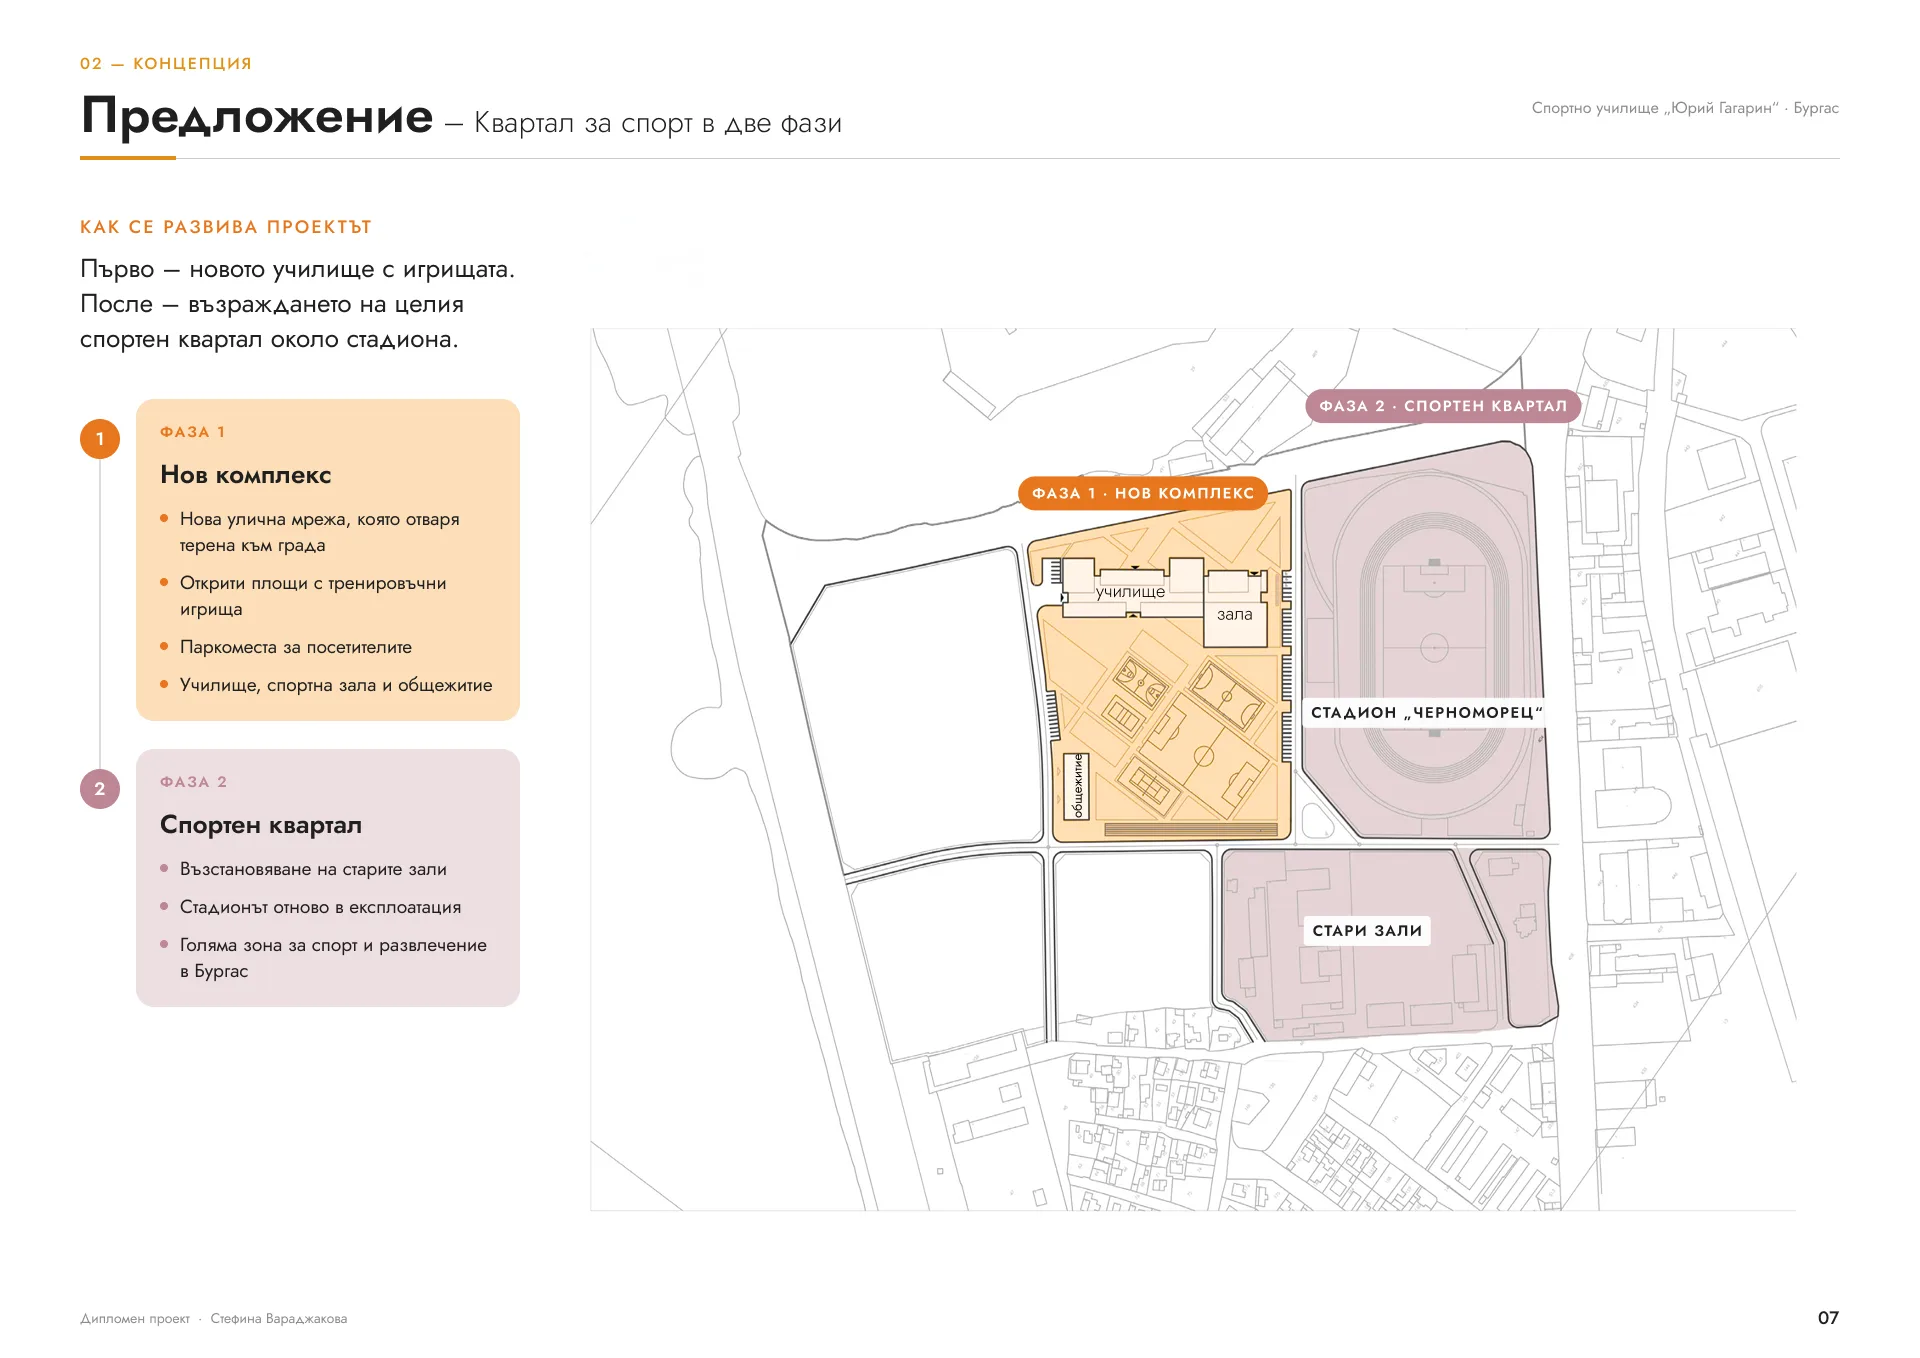 02 — КОНЦЕПЦИЯ
Предложение – Квартал за спорт в две фази
Спортно училище „Юрий Гагарин“ · Бургас
КАК СЕ РАЗВИВА ПРОЕКТЪТ
Първо – новото училище с игрищата.
После – възраждането на целия
спортен квартал около стадиона.
1
ФАЗА 1
Нов комплекс
Нова улична мрежа, която отваря
терена към града
Открити площи с тренировъчни
игрища
Паркоместа за посетителите
Училище, спортна зала и общежитие
2
ФАЗА 2
Спортен квартал
Възстановяване на старите зали
Стадионът отново в експлоатация
Голяма зона за спорт и развлечение
в Бургас
ФАЗА 2 · СПОРТЕН КВАРТАЛ
ФАЗА 1 · НОВ КОМПЛЕКС
училище
зала
СТАДИОН „ЧЕРНОМОРЕЦ“
общежитие
СТАРИ ЗАЛИ
Дипломен проект · Стефина Вараджакова
07